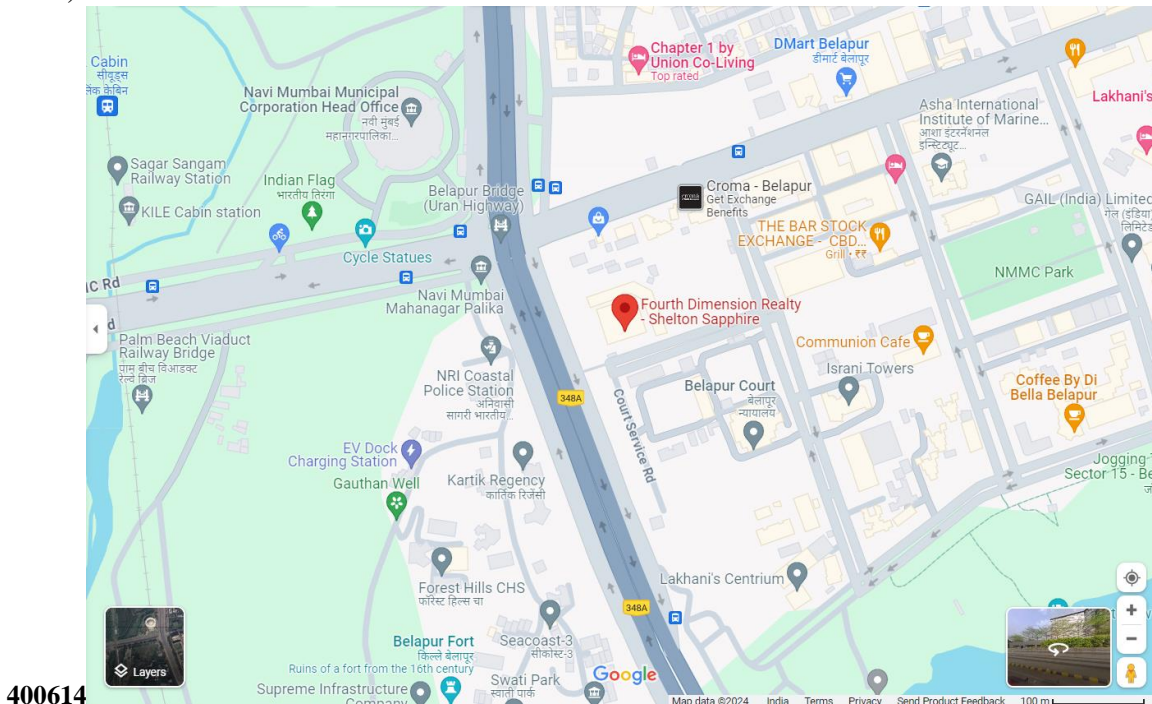 Chapter 1 by
Union Co-Living
Top rated
DMart Belapur
डीमार्ट बेलापूर
Cabin
सीवूड्स
लिंक केबिन
Navi Mumbai Municipal
Corporation Head Office
नवी मुंबई
महानगरपालिका...
Asha International
Institute of Marine...
आशा इंटरनॅशनल
इन्स्टिट्यूट...
Lakhani's
Sagar Sangam
Railway Station
Indian Flag
भारतीय तिरंगा
Belapur Bridge
(Uran Highway)
Croma - Belapur
Get Exchange
Benefits
KILE Cabin station
GAIL (India) Limited
गेल (इंडिया)
लिमिटेड
THE BAR STOCK
EXCHANGE - CBD...
Grill • ₹₹
Cycle Statues
NMMC Park
C Rd
Navi Mumbai
Mahanagar Palika
Fourth Dimension Realty
- Shelton Sapphire
Palm Beach Viaduct
Railway Bridge
पाम बीच विआडक्ट
रेल्वे ब्रिज
Communion Cafe
Israni Towers
NRI Coastal
Police Station
अनिवासी
सागरी भारतीय...
Belapur Court
बेलापूर
न्यायालय
Coffee By Di
Bella Belapur
348A
Court Service Rd
EV Dock
Charging Station
Gauthan Well
Kartik Regency
कार्तिक रिजेंसी
Jogging
Sector 15 - Be
Forest Hills CHS
फॉरेस्ट हिल्स चा
Lakhani's Centrium
348A
Belapur Fort
किल्ले बेलापूर
Ruins of a fort from the 16th century
Seacoast-3
सीकोस्ट-3
Layers
Google
Supreme Infrastructure
Company
Swati Park
स्वाती पार्क
400614
Map data ©2024 India Terms Privacy Send Product Feedback 100 m